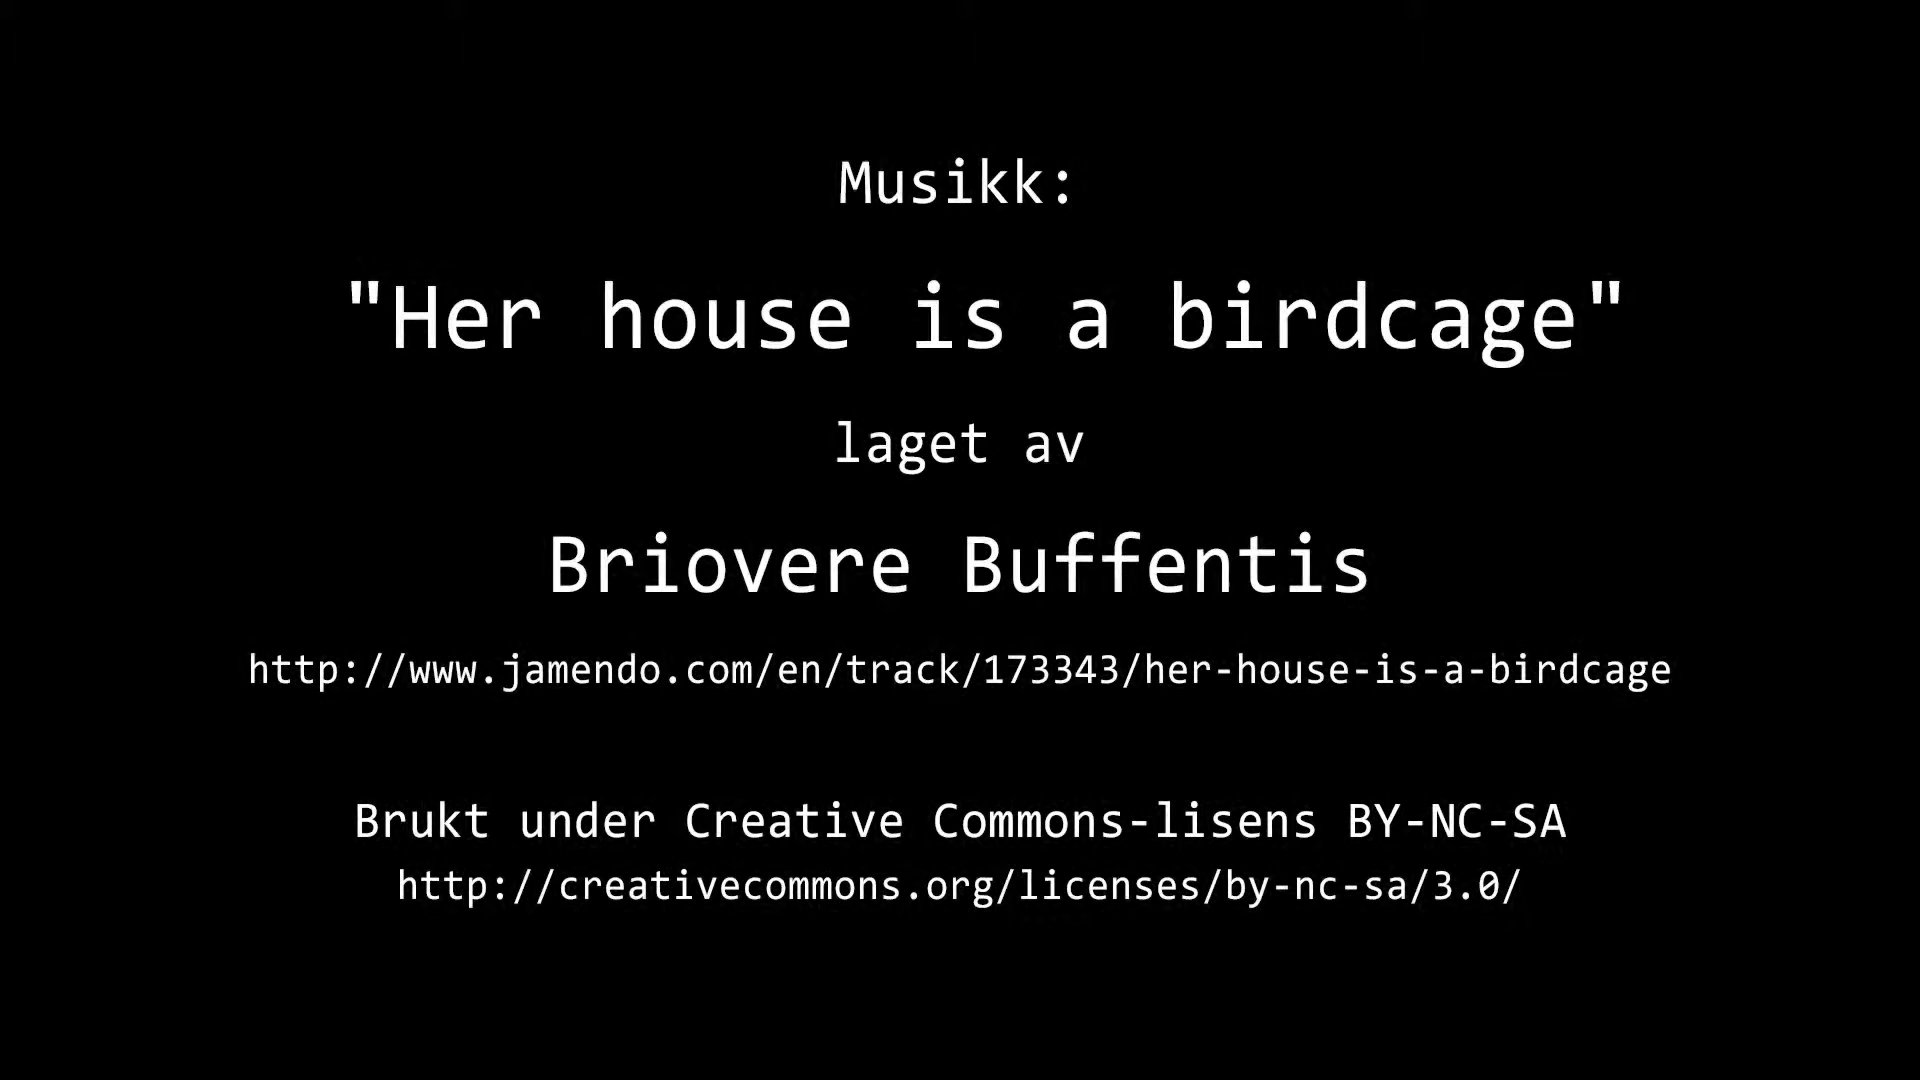 Musikk:
"Her house is a birdcage"
laget av
Briovere Buffentis
http://www.jamendo.com/en/track/173343/her-house-is-a-birdcage
Brukt under Creative Commons-lisens BY-NC-SA
http://creativecommons.org/licenses/by-nc-sa/3.0/